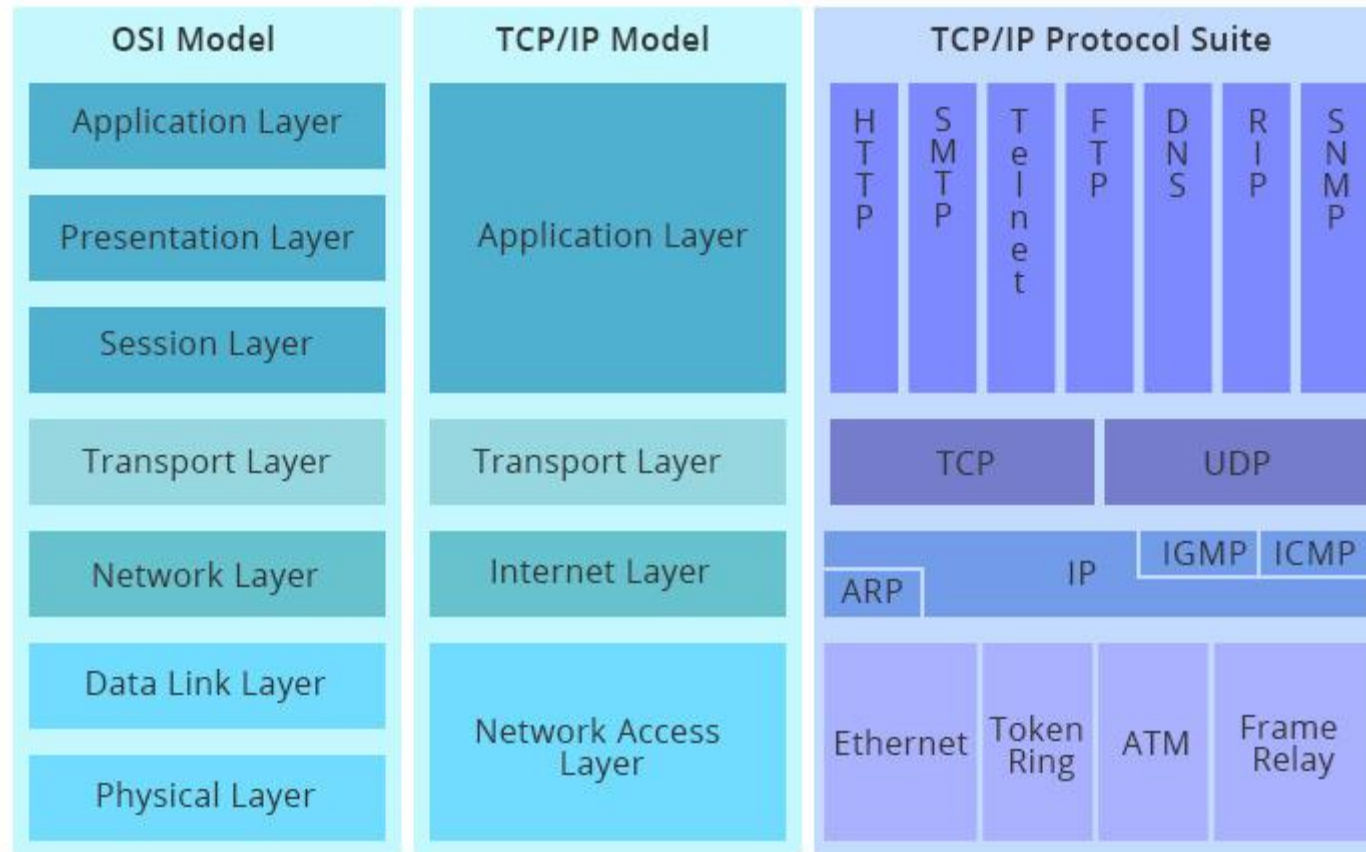 OSI Model
Application Layer
Presentation Layer
Session Layer
Transport Layer
Network Layer
Data Link Layer
Physical Layer
TCP/IP Model
Application Layer
Transport Layer
Internet Layer
Network Access
Layer
TCP/IP Protocol Suite
HTTP
SMTP
Telnet
FTP
DNS
RIP
SNMP
TCP
UDP
ARP
IP
IGMP
ICMP
Ethernet
Token
Ring
ATM
Frame
Relay